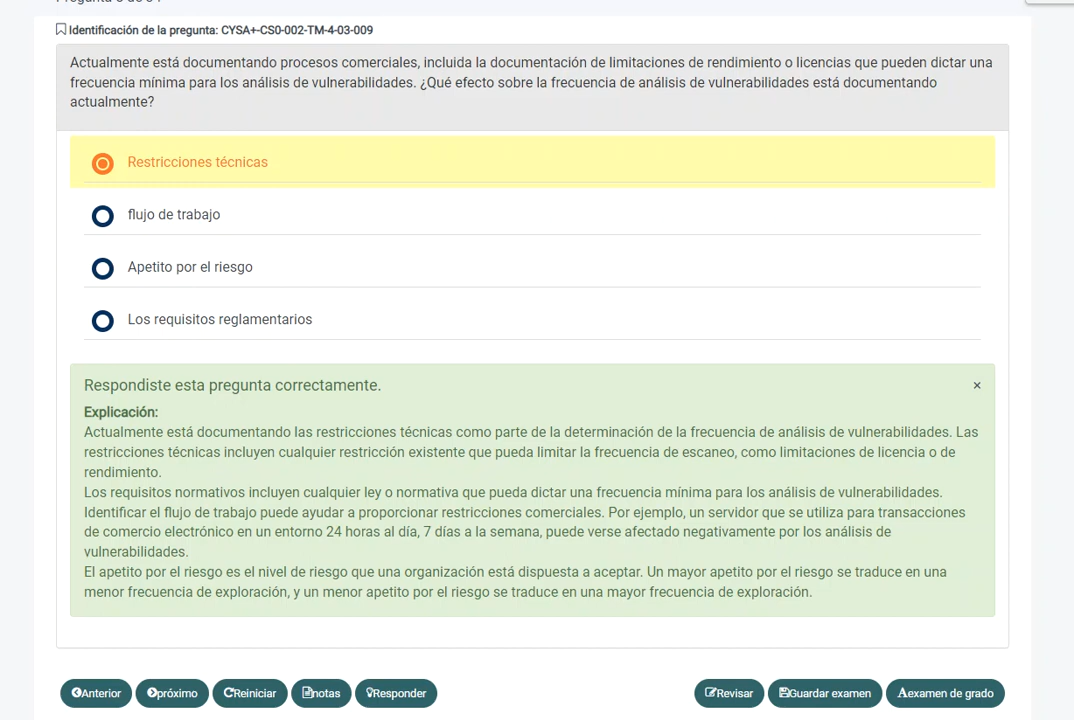 Identificación de la pregunta: CYSA+-CS0-002-TM-4-03-009
Actualmente está documentando procesos comerciales, incluida la documentación de limitaciones de rendimiento o licencias que pueden dictar una
frecuencia mínima para los análisis de vulnerabilidades. ¿Qué efecto sobre la frecuencia de análisis de vulnerabilidades está documentando
actualmente?
Restricciones técnicas
flujo de trabajo
Apetito por el riesgo
Los requisitos reglamentarios
Respondiste esta pregunta correctamente.
×
Explicación:
Actualmente está documentando las restricciones técnicas como parte de la determinación de la frecuencia de análisis de vulnerabilidades. Las
restricciones técnicas incluyen cualquier restricción existente que pueda limitar la frecuencia de escaneo, como limitaciones de licencia o de
rendimiento.
Los requisitos normativos incluyen cualquier ley o normativa que pueda dictar una frecuencia mínima para los análisis de vulnerabilidades.
Identificar el flujo de trabajo puede ayudar a proporcionar restricciones comerciales. Por ejemplo, un servidor que se utiliza para transacciones
de comercio electrónico en un entorno 24 horas al día, 7 días a la semana, puede verse afectado negativamente por los análisis de
vulnerabilidades.
El apetito por el riesgo es el nivel de riesgo que una organización está dispuesta a aceptar. Un mayor apetito por el riesgo se traduce en una
menor frecuencia de exploración, y un menor apetito por el riesgo se traduce en una mayor frecuencia de exploración.
Anterior próximo Reiniciar notas Responder Revisar Guardar examen examen de grado